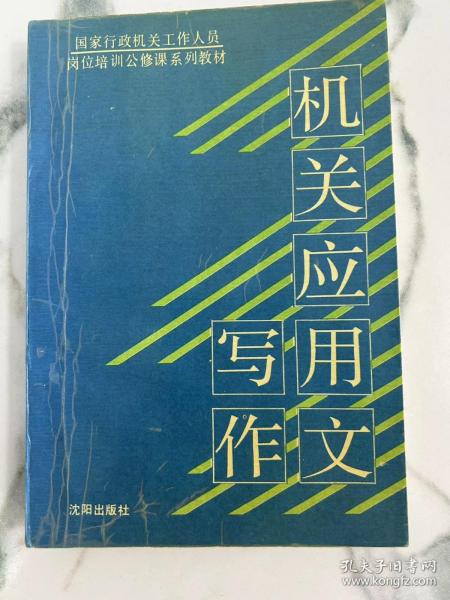 国家行政机关工作人员
岗位培训公修课系列教材
机关应用文
写作
沈阳出版社
孔夫子旧书网
www.kongfz.com